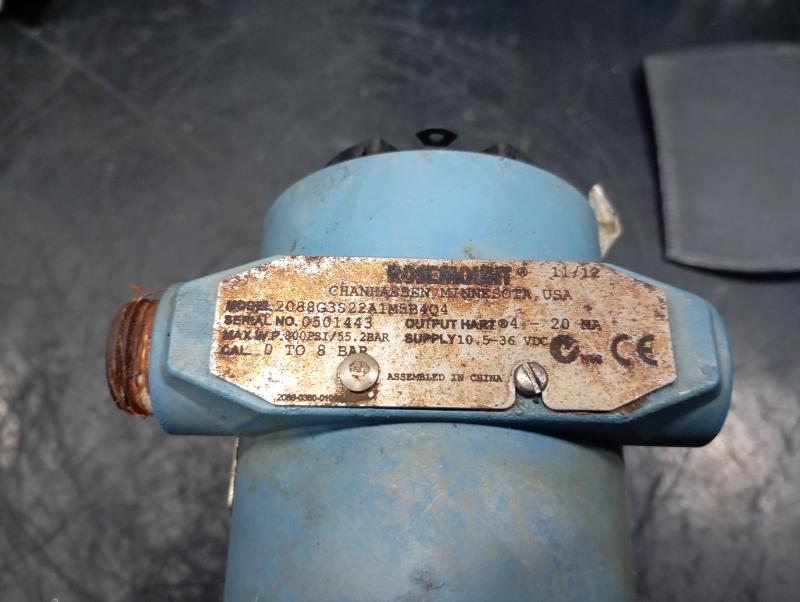 ROSEMOUNT® 11/12
CHANHASSEN, MINNESOTA, USA
MODEL 2088G3S22A1M5B4Q4
SERIAL NO. 0501443 OUTPUT HART® 4 - 20 MA
MAX W.P. 800PSI/55.2BAR SUPPLY 10.5-36 VDC
CAL 0 TO 8 BAR CE
ASSEMBLED IN CHINA